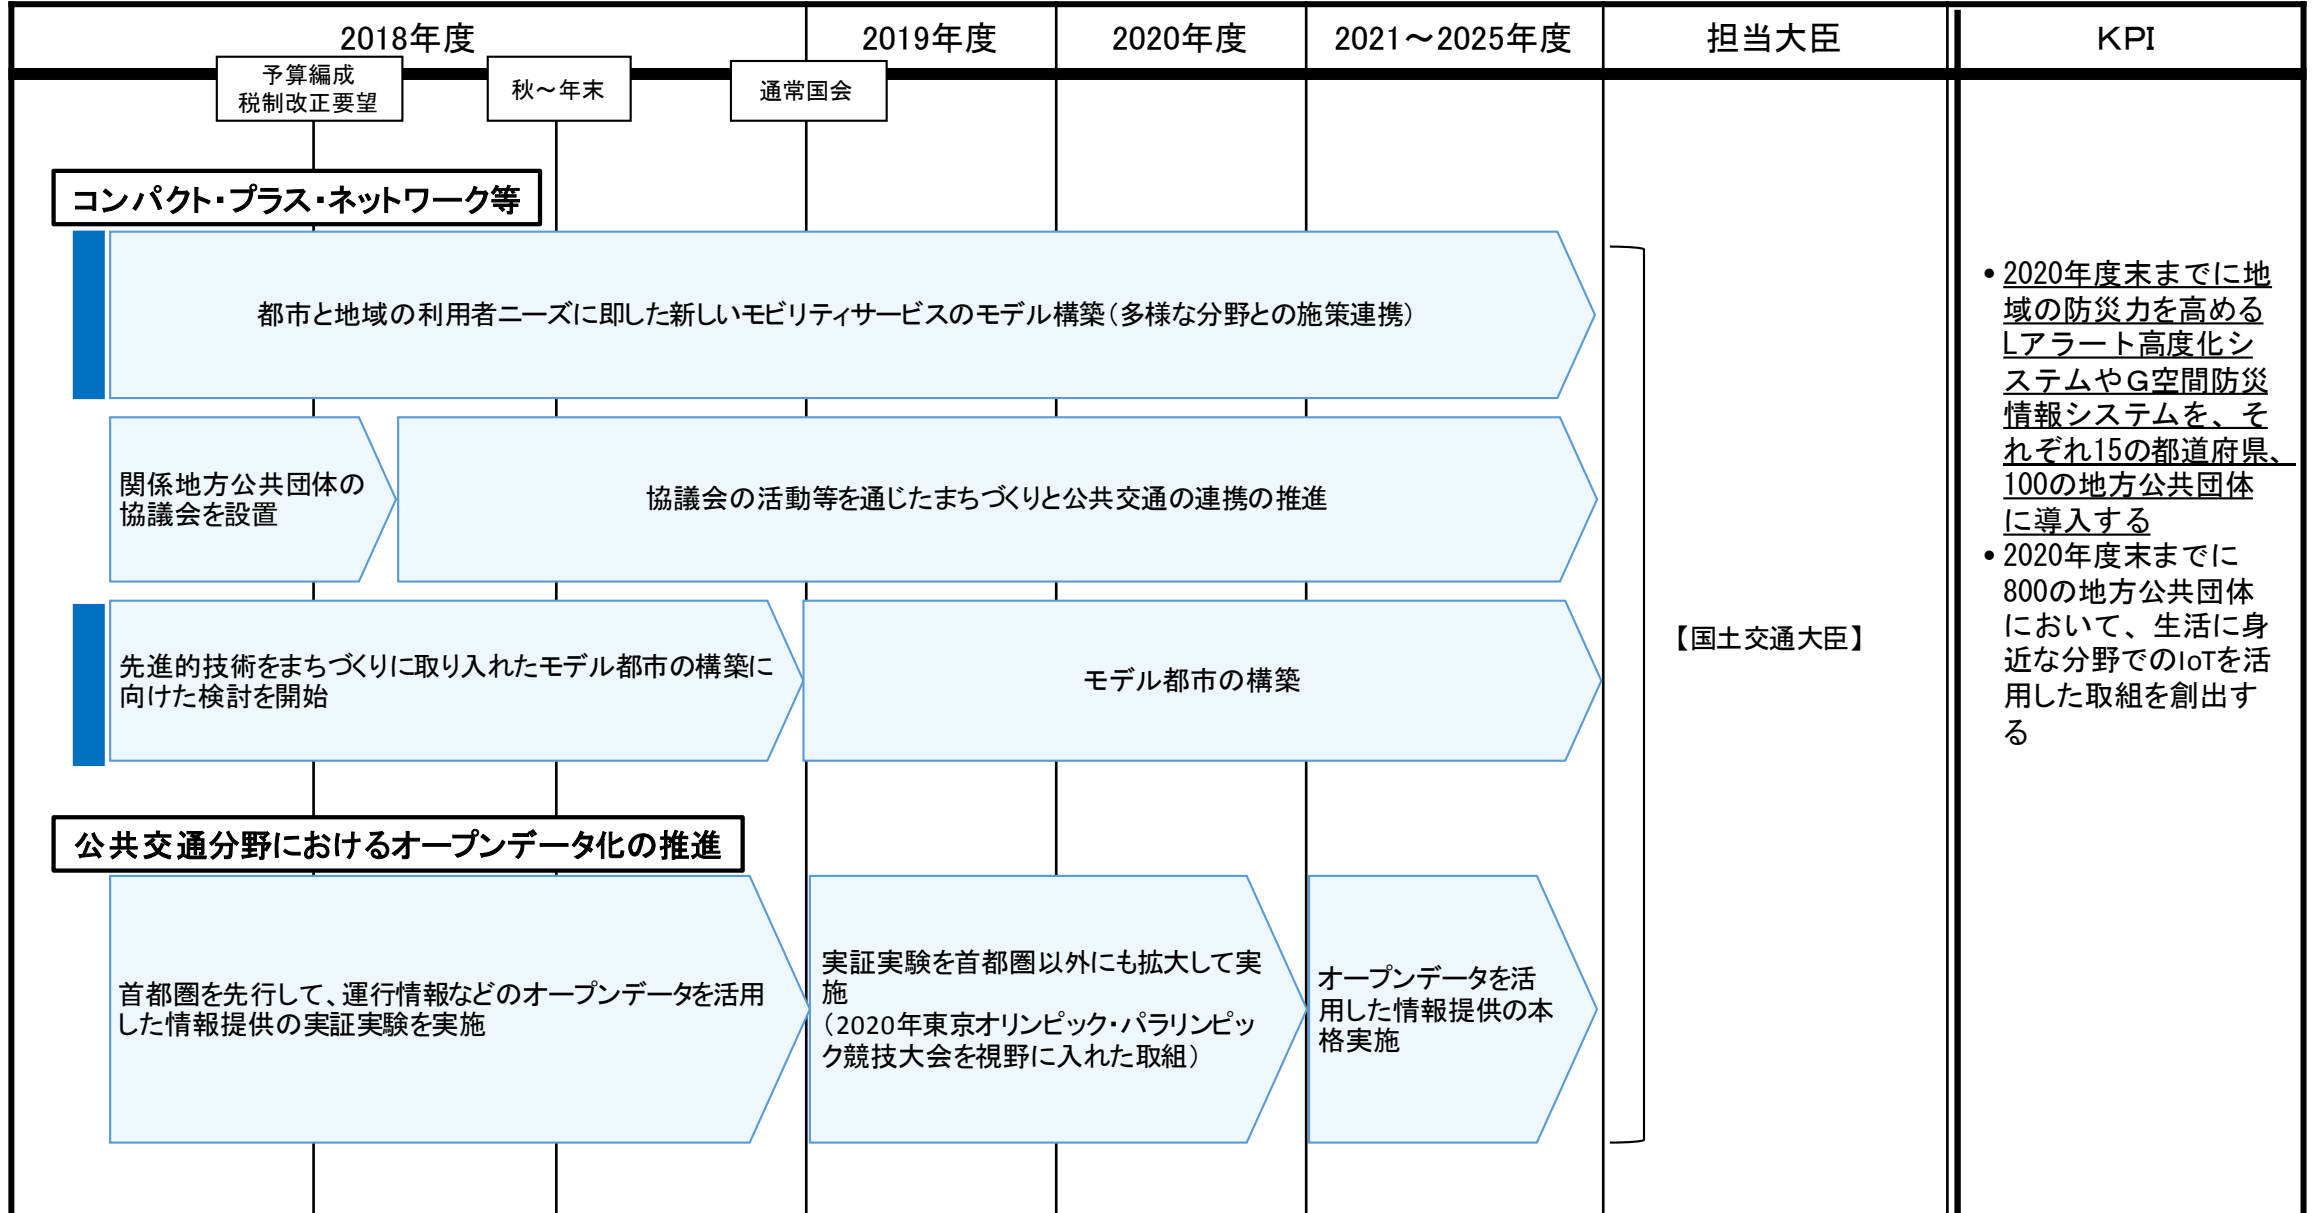 2018年度
2019年度
2020年度
2021～2025年度
担当大臣
KPI
予算編成
税制改正要望
秋～年末
通常国会
コンパクト・プラス・ネットワーク等
都市と地域の利用者ニーズに即した新しいモビリティサービスのモデル構築（多様な分野との施策連携）
関係地方公共団体の
協議会を設置
協議会の活動等を通じたまちづくりと公共交通の連携の推進
先進的技術をまちづくりに取り入れたモデル都市の構築に
向けた検討を開始
モデル都市の構築
公共交通分野におけるオープンデータ化の推進
首都圏を先行して、運行情報などのオープンデータを活用
した情報提供の実証実験を実施
実証実験を首都圏以外にも拡大して実
施
（2020年東京オリンピック・パラリンピッ
ク競技大会を視野に入れた取組）
オープンデータを活
用した情報提供の本
格実施
【国土交通大臣】
• 2020年度末までに地
域の防災力を高める
Lアラート高度化シ
ステムやＧ空間防災
情報システムを、そ
れぞれ15の都道府県、
100の地方公共団体
に導入する
• 2020年度末までに
800の地方公共団体
において、生活に身
近な分野でのIoTを活
用した取組を創出す
る